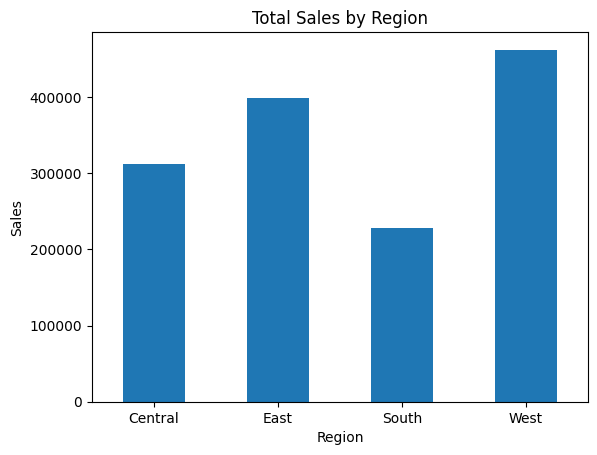 Total Sales by Region
Sales
400000
300000
200000
100000
0
Central East South West
Region